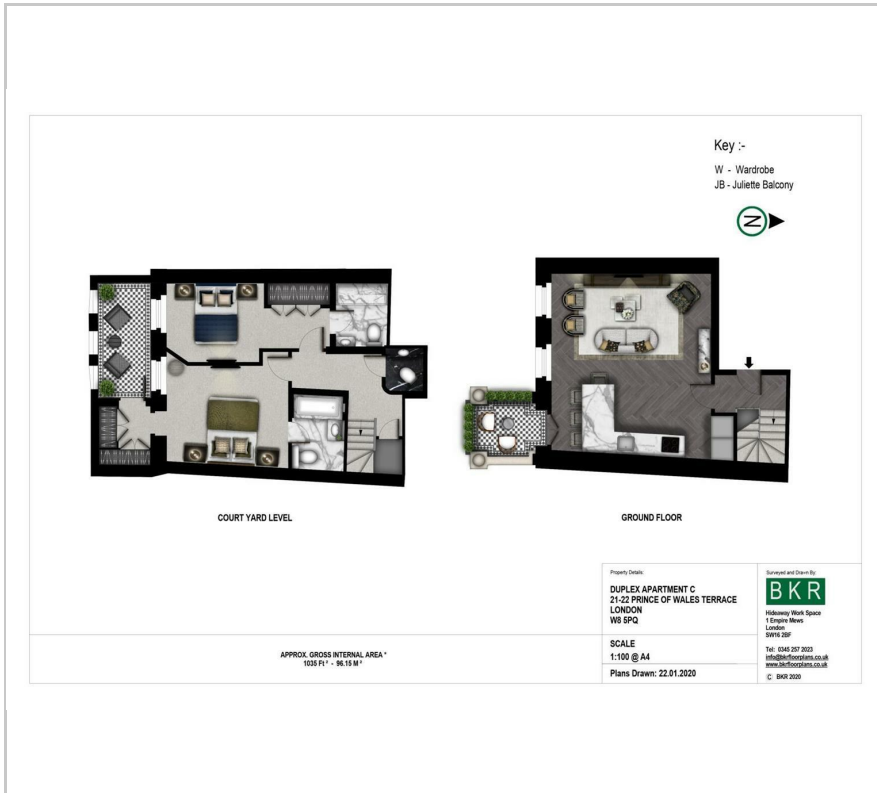 Key :-
W - Wardrobe
JB - Juliette Balcony
N
COURT YARD LEVEL
GROUND FLOOR
APPROX. GROSS INTERNAL AREA *
1035 Ft ² - 96.15 M ²
Property Details:
DUPLEX APARTMENT C
21-22 PRINCE OF WALES TERRACE
LONDON
W8 5PQ
SCALE
1:100 @ A4
Plans Drawn: 22.01.2020
Surveyed and Drawn By:
BKR
Hideaway Work Space
1 Empire Mews
London
SW16 2BF
Tel: 0345 257 2023
info@bkrfloorplans.co.uk
www.bkrfloorplans.co.uk
C BKR 2020